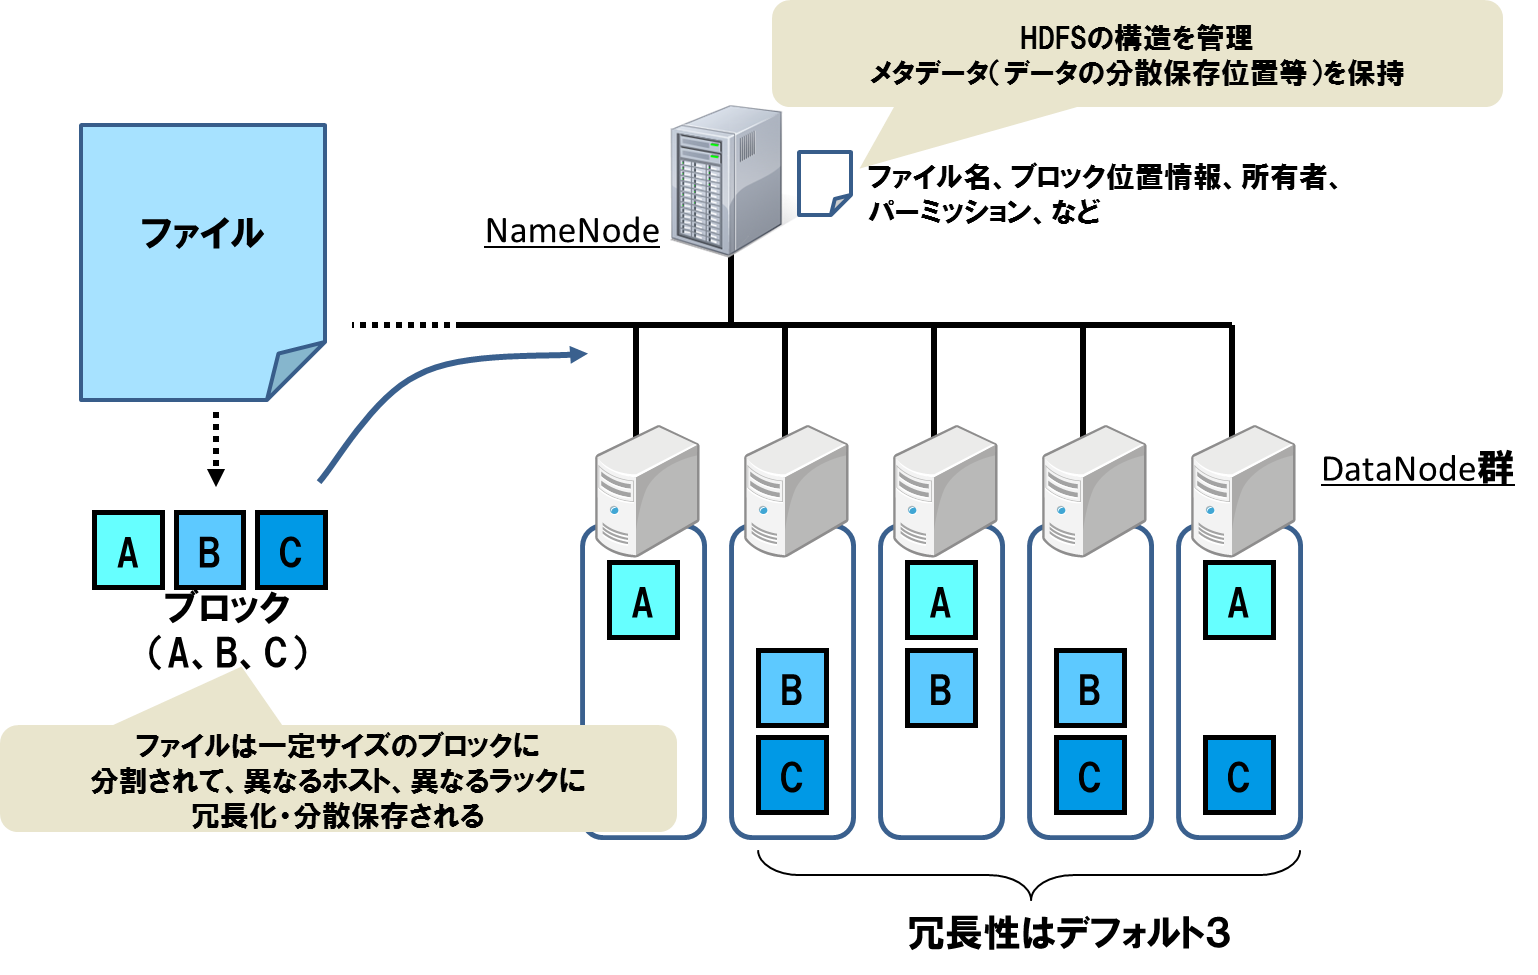 HDFSの構造を管理
メタデータ(データの分散保存位置等)を保持
ファイル
NameNode
ファイル名、ブロック位置情報、所有者、
パーミッション、など
DataNode群
A
B
C
ブロック
(A、B、C)
A
A
A
B
B
B
C
C
C
ファイルは一定サイズのブロックに
分割されて、異なるホスト、異なるラックに
冗長化・分散保存される
冗長性はデフォルト3